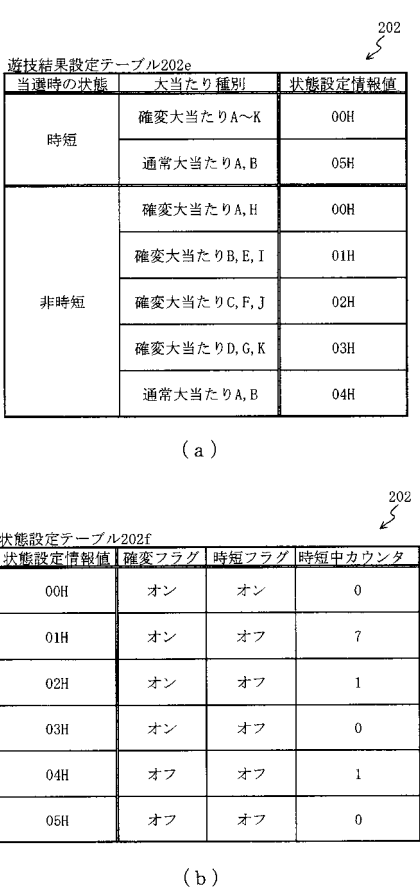 202
遊技結果設定テーブル202e
当選時の状態 大当たり種別 状態設定情報値
時短 確変大当たりA～K 00H
通常大当たりA,B 05H
非時短 確変大当たりA,H 00H
確変大当たりB,E,I 01H
確変大当たりC,F,J 02H
確変大当たりD,G,K 03H
通常大当たりA,B 04H
(a)
202
状態設定テーブル202f
状態設定情報値 確変フラグ 時短フラグ 時短中カウンタ
00H オン オン 0
01H オン オフ 7
02H オン オフ 1
03H オン オフ 0
04H オフ オフ 1
05H オフ オフ 0
(b)